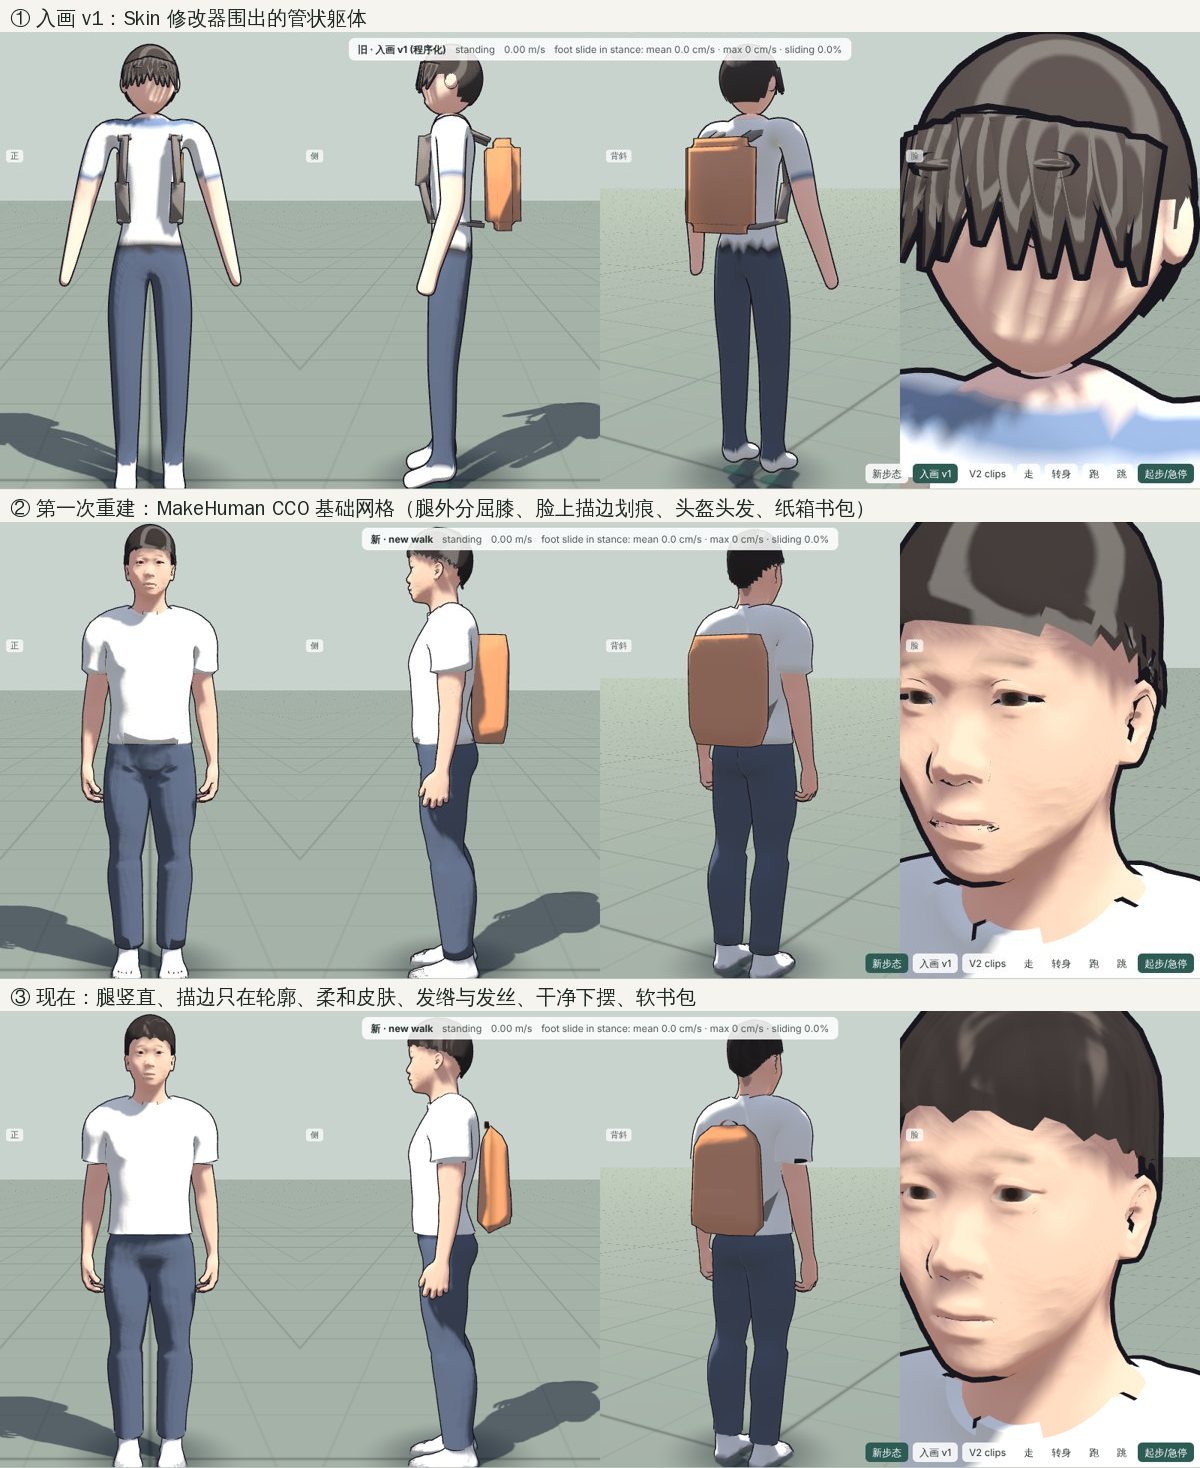 ① 入画 v1：Skin 修改器围出的管状躯体
旧 · 入画 v1 (程序化) standing 0.00 m/s foot slide in stance: mean 0.0 cm/s · max 0 cm/s · sliding 0.0%
正 侧 背斜 脸
新步态 入画 v1 V2 clips 走 转身 跑 跳 起步/急停
② 第一次重建：MakeHuman CC0 基础网格（腿外分屈膝、脸上描边划痕、头盔头发、纸箱书包）
新 · new walk standing 0.00 m/s foot slide in stance: mean 0.0 cm/s · max 0 cm/s · sliding 0.0%
正 侧 背斜 脸
新步态 入画 v1 V2 clips 走 转身 跑 跳 起步/急停
③ 现在：腿竖直、描边只在轮廓、柔和皮肤、发绺与发丝、干净下摆、软书包
新 · new walk standing 0.00 m/s foot slide in stance: mean 0.0 cm/s · max 0 cm/s · sliding 0.0%
正 侧 背斜 脸
新步态 入画 v1 V2 clips 走 转身 跑 跳 起步/急停